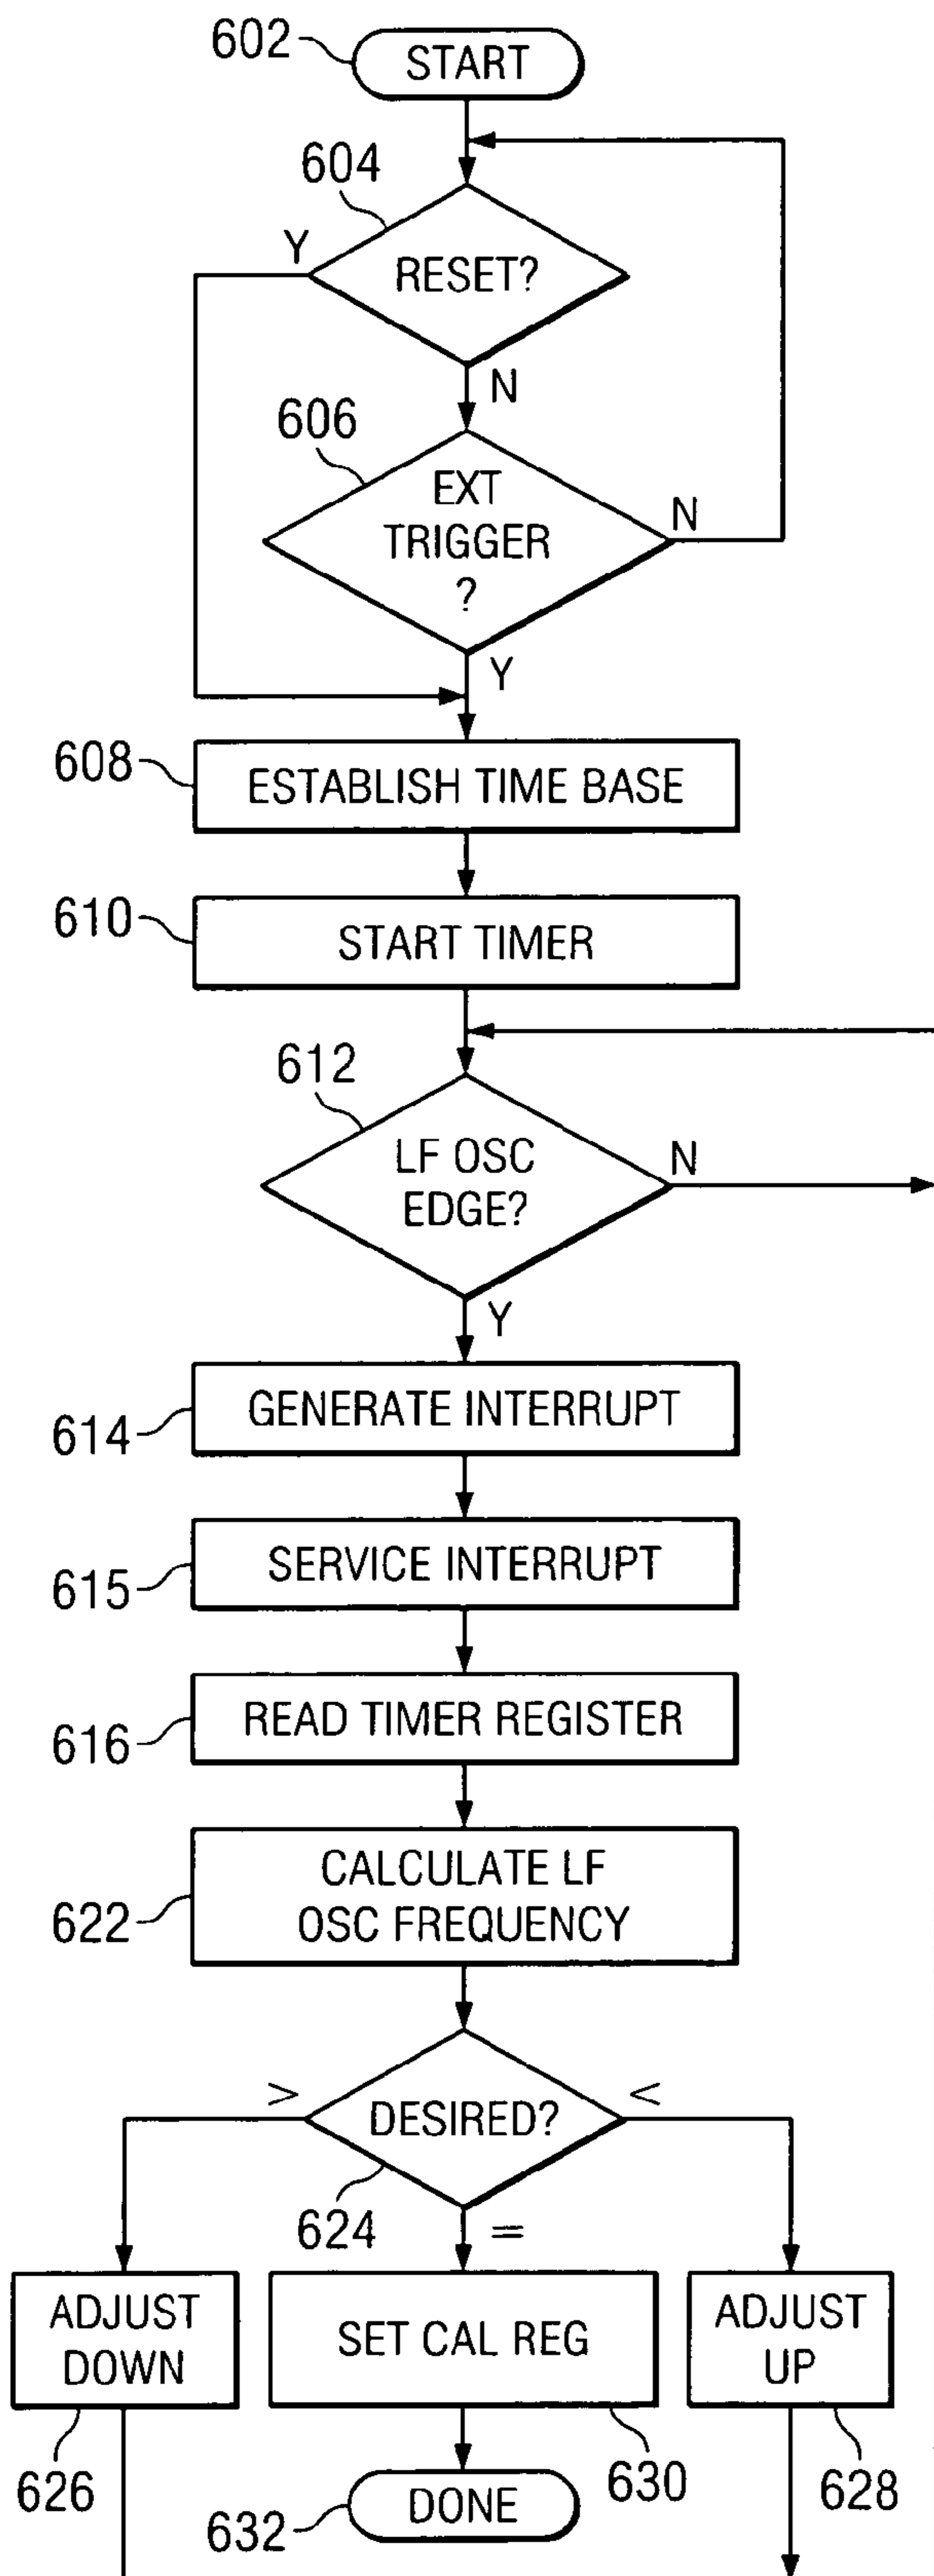 602
START
604
Y
RESET?
N
606
EXT
TRIGGER
?
N
Y
608
ESTABLISH TIME BASE
610
START TIMER
612
LF OSC
EDGE?
N
Y
614
GENERATE INTERRUPT
615
SERVICE INTERRUPT
616
READ TIMER REGISTER
622
CALCULATE LF
OSC FREQUENCY
>
DESIRED?
<
624
=
ADJUST
DOWN
SET CAL REG
ADJUST
UP
626
630
628
632
DONE